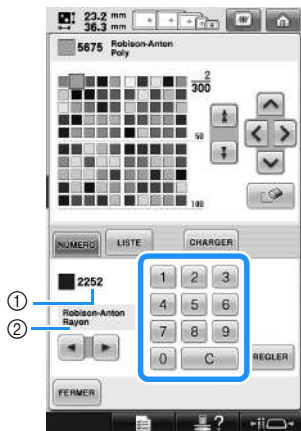 23.2 mm
36.3 mm
5675 Robison-Anton
Poly
2
300
50
100
NUMERO LISTE CHARGER
① 2252
② Robison-Anton
Rayon
1 2 3
4 5 6
7 8 9
0 C
REGLER
FERMER
?